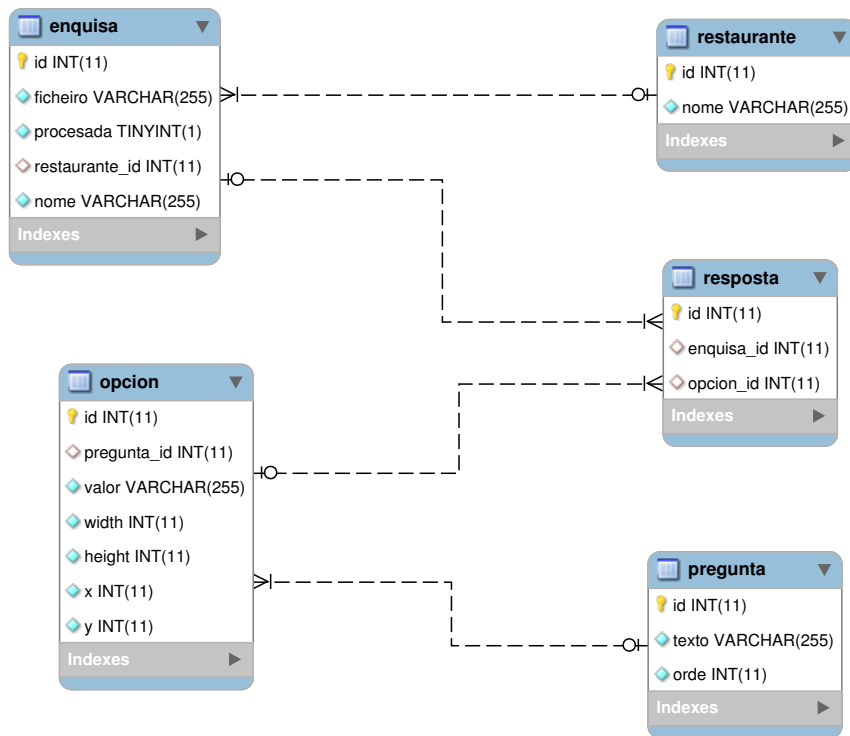 enquisa
id INT(11)
ficheiro VARCHAR(255)
procesada TINYINT(1)
restaurante_id INT(11)
nome VARCHAR(255)
Indexes
restaurante
id INT(11)
nome VARCHAR(255)
Indexes
resposta
id INT(11)
enquisa_id INT(11)
opcion_id INT(11)
Indexes
opcion
id INT(11)
pregunta_id INT(11)
valor VARCHAR(255)
width INT(11)
height INT(11)
x INT(11)
y INT(11)
Indexes
pregunta
id INT(11)
texto VARCHAR(255)
orde INT(11)
Indexes